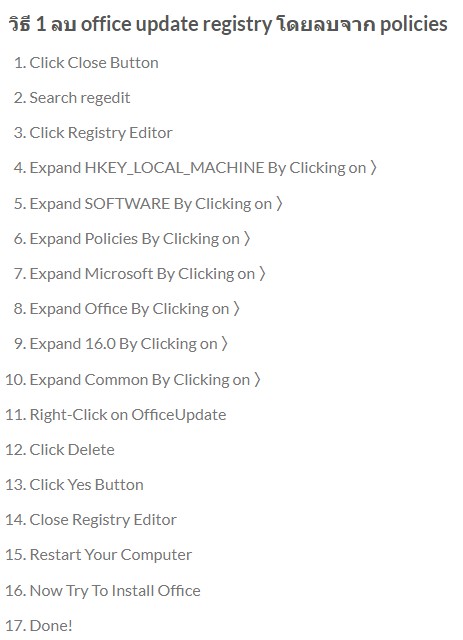 วิธี 1 ลบ office update registry โดยลบจาก policies
1. Click Close Button
2. Search regedit
3. Click Registry Editor
4. Expand HKEY_LOCAL_MACHINE By Clicking on 〉
5. Expand SOFTWARE By Clicking on 〉
6. Expand Policies By Clicking on 〉
7. Expand Microsoft By Clicking on 〉
8. Expand Office By Clicking on 〉
9. Expand 16.0 By Clicking on 〉
10. Expand Common By Clicking on 〉
11. Right-Click on OfficeUpdate
12. Click Delete
13. Click Yes Button
14. Close Registry Editor
15. Restart Your Computer
16. Now Try To Install Office
17. Done!